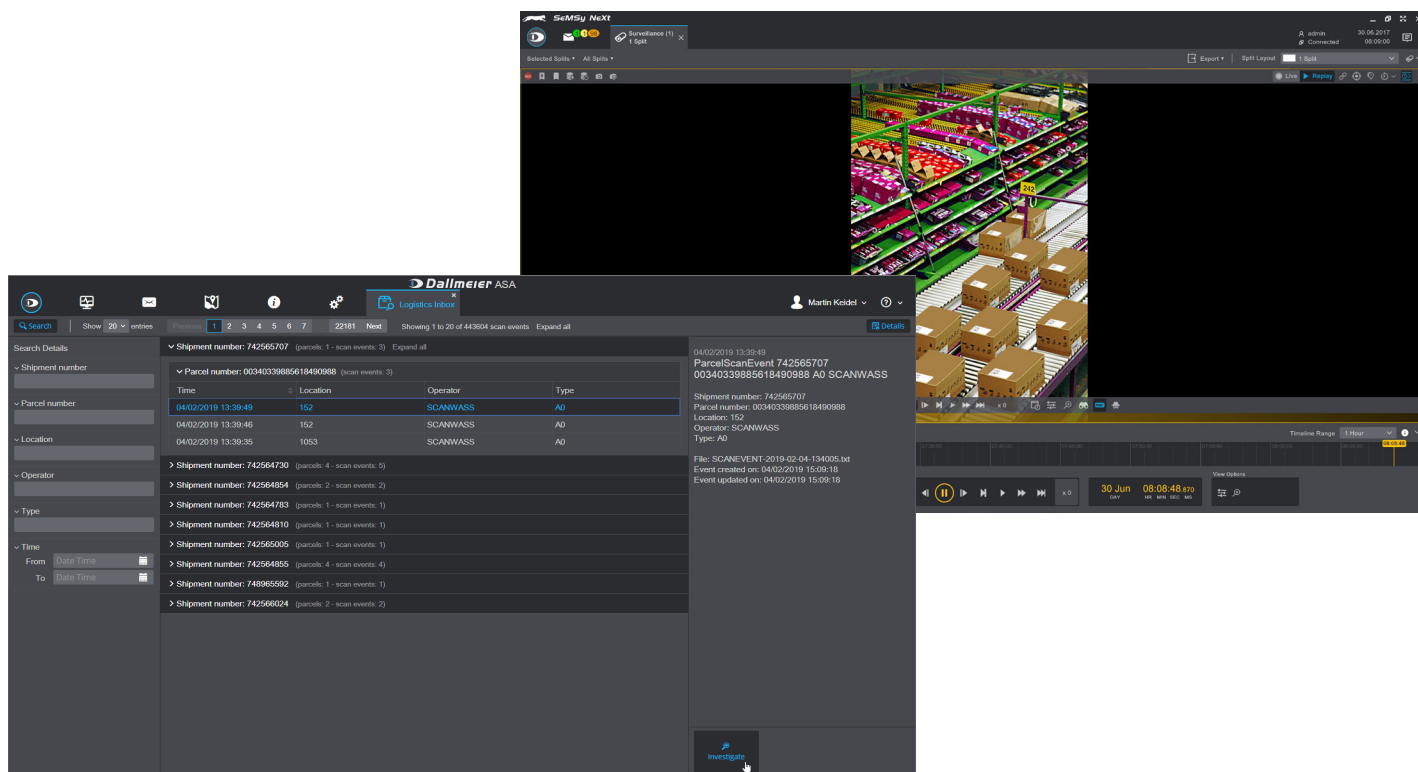 SeMSy NeXt
Surveillance (1)
1 Split
admin
Connected
30.06.2017
08:09:00
Selected Splits
All Splits
Export
Split Layout
1 Split
Live
Replay
242
x 0
Timeline Range
1 Hour
08:08:48
x 0
30 Jun
DAY
08:08:48.870
HR MIN SEC MS
View Options
Dallmeier ASA
Logistics Inbox
Martin Keidel
Search
Show 20 entries
Previous 1 2 3 4 5 6 7 22181 Next
Showing 1 to 20 of 443604 scan events
Expand all
Details
Search Details
Shipment number
Parcel number
Location
Operator
Type
Time
From Date Time
To Date Time
Shipment number: 742565707 (parcels: 1 - scan events: 3) Expand all
Parcel number: 00340339885618490988 (scan events: 3)
Time Location Operator Type
04/02/2019 13:39:49 152 SCANWASS A0
04/02/2019 13:39:46 152 SCANWASS A0
04/02/2019 13:39:35 1053 SCANWASS A0
Shipment number: 742564730 (parcels: 4 - scan events: 5)
Shipment number: 742564854 (parcels: 2 - scan events: 2)
Shipment number: 742564783 (parcels: 1 - scan events: 1)
Shipment number: 742564810 (parcels: 1 - scan events: 1)
Shipment number: 742565005 (parcels: 1 - scan events: 1)
Shipment number: 742564855 (parcels: 4 - scan events: 4)
Shipment number: 748965592 (parcels: 1 - scan events: 1)
Shipment number: 742566024 (parcels: 2 - scan events: 2)
04/02/2019 13:39:49
ParcelScanEvent 742565707
00340339885618490988 A0 SCANWASS
Shipment number: 742565707
Parcel number: 00340339885618490988
Location: 152
Operator: SCANWASS
Type: A0
File: SCANEVENT-2019-02-04-134005.txt
Event created on: 04/02/2019 15:09:18
Event updated on: 04/02/2019 15:09:18
Investigate